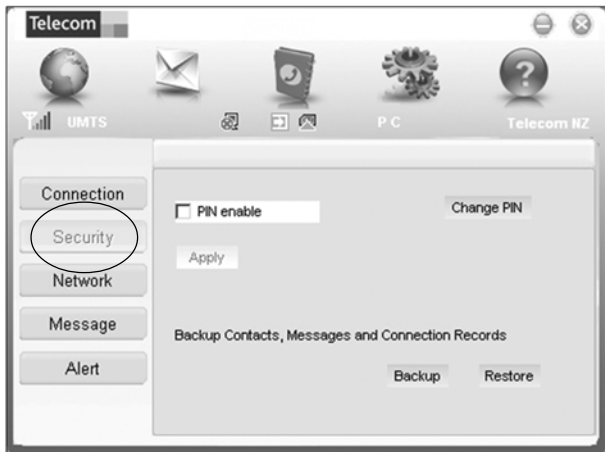 Telecom
?
UMTS PC Telecom NZ
Connection
Security
Network
Message
Alert
PIN enable Change PIN
Apply
Backup Contacts, Messages and Connection Records
Backup Restore